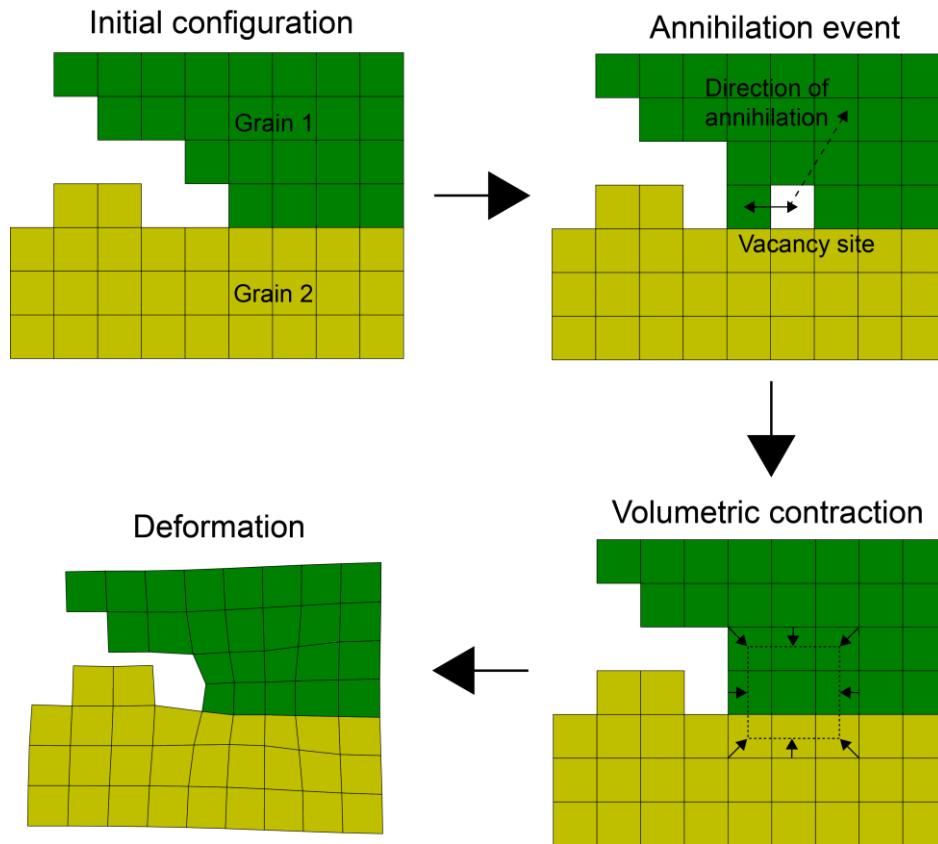 Initial configuration
Grain 1
Grain 2
Annihilation event
Direction of
annihilation
Vacancy site
Deformation
Volumetric contraction